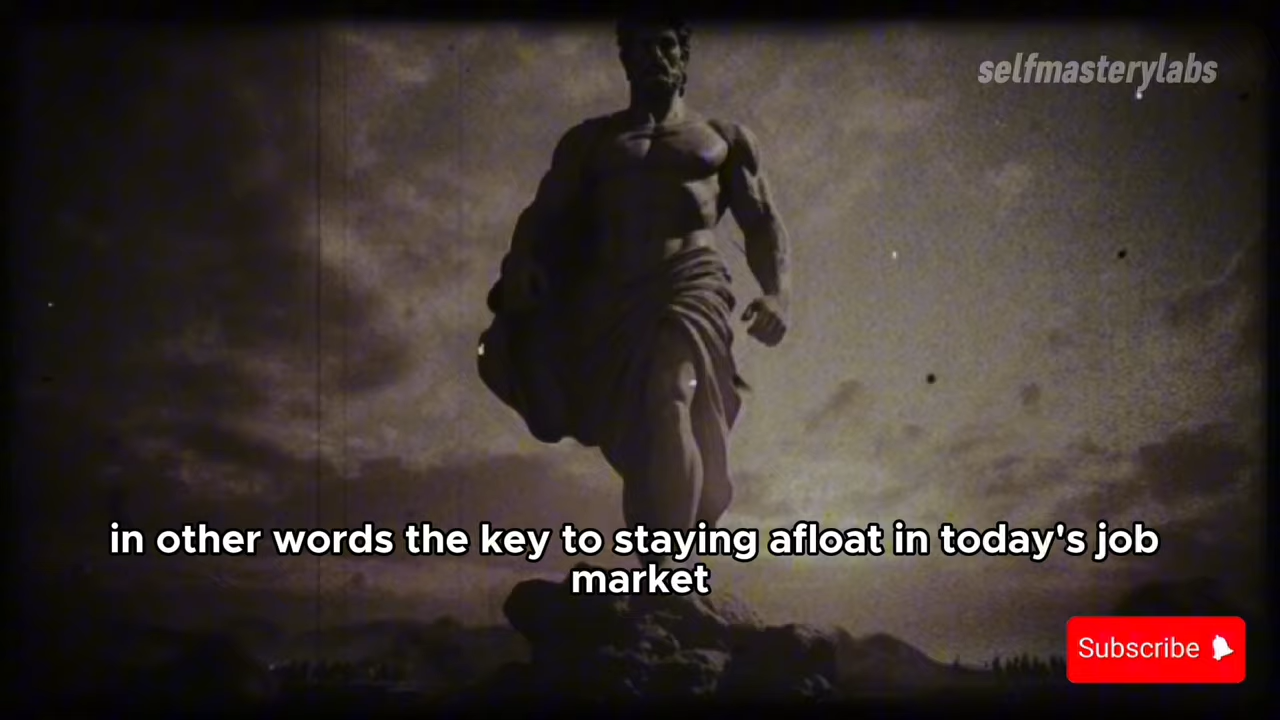 selfmasterylabs
in other words the key to staying afloat in today's job
market
Subscribe